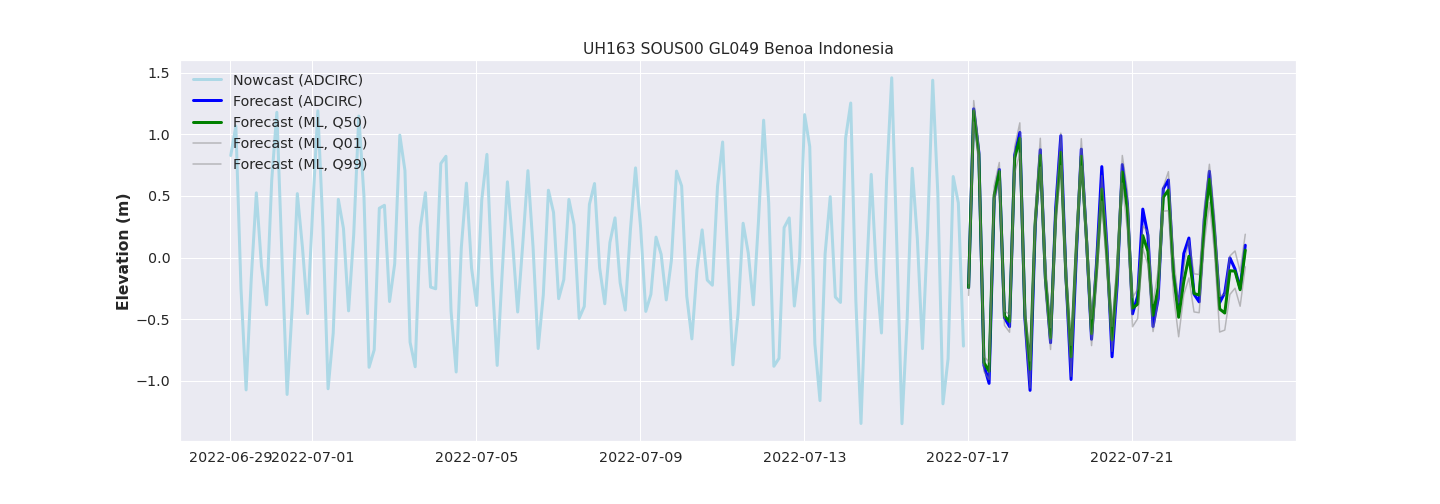 UH163 SOUS00 GL049 Benoa Indonesia
Nowcast (ADCIRC)
Forecast (ADCIRC)
Forecast (ML, Q50)
Forecast (ML, Q01)
Forecast (ML, Q99)
Elevation (m)
1.5
1.0
0.5
0.0
−0.5
−1.0
2022-06-29 2022-07-01 2022-07-05 2022-07-09 2022-07-13 2022-07-17 2022-07-21